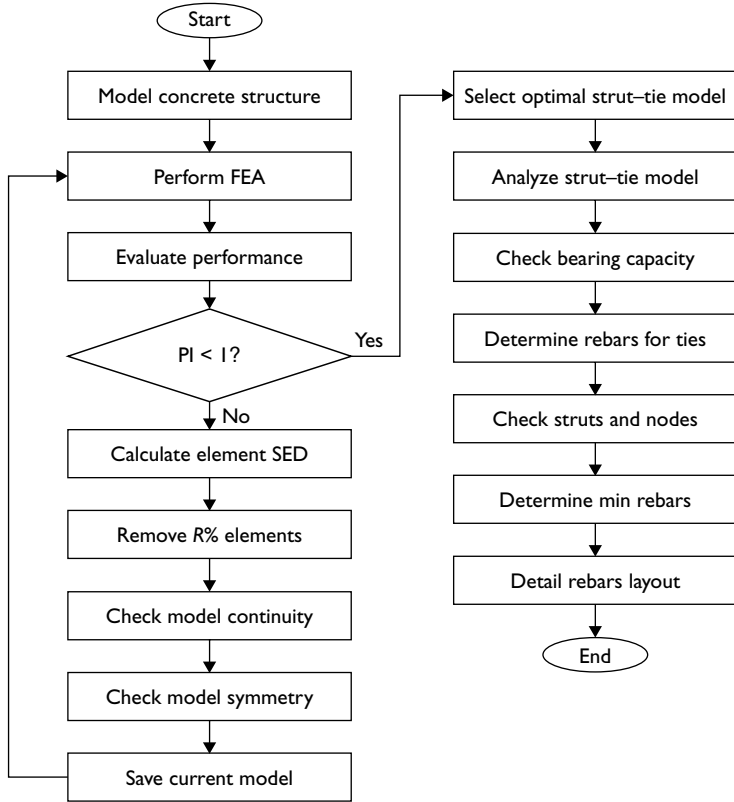 Start
Model concrete structure
Perform FEA
Evaluate performance
PI < 1?
Yes
No
Calculate element SED
Remove R% elements
Check model continuity
Check model symmetry
Save current model
Select optimal strut–tie model
Analyze strut–tie model
Check bearing capacity
Determine rebars for ties
Check struts and nodes
Determine min rebars
Detail rebars layout
End